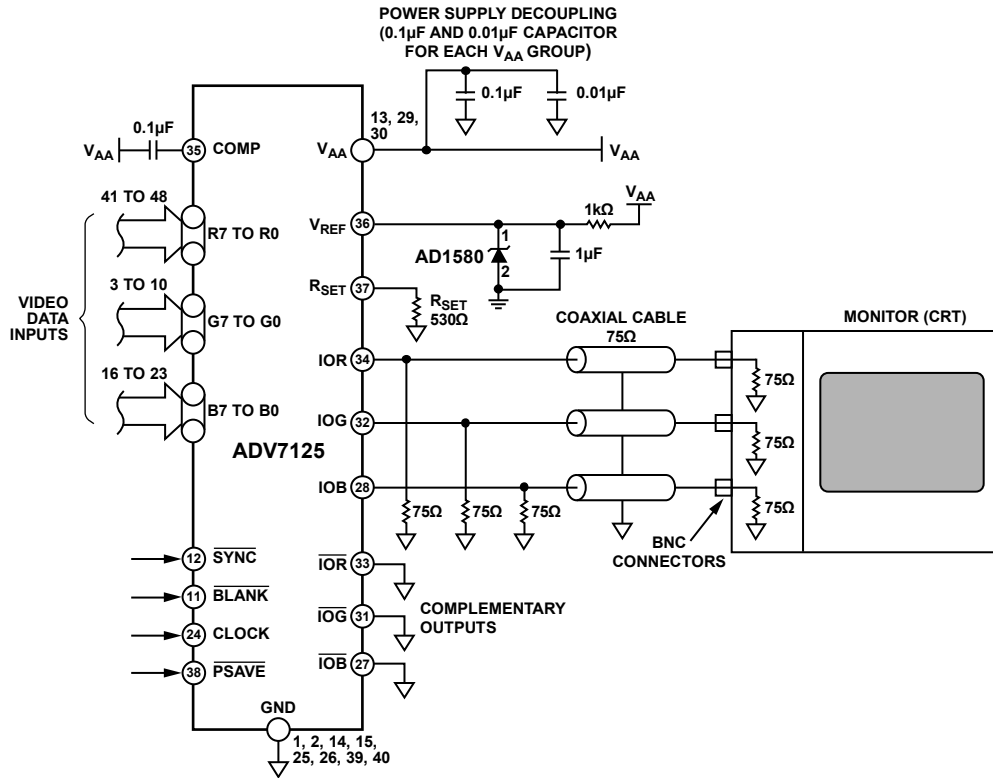 POWER SUPPLY DECOUPLING
(0.1µF AND 0.01µF CAPACITOR
FOR EACH VAA GROUP)
0.1µF
0.01µF
13, 29,
30
0.1µF
VAA
35
COMP
VAA
VAA
41 TO 48
R7 TO R0
VREF
36
VAA
1kΩ
1
AD1580
2
1µF
VIDEO
DATA
INPUTS
3 TO 10
G7 TO G0
RSET
37
RSET
530Ω
COAXIAL CABLE
75Ω
MONITOR (CRT)
IOR
34
75Ω
16 TO 23
B7 TO B0
IOG
32
75Ω
ADV7125
IOB
28
75Ω
75Ω
75Ω
75Ω
BNC
CONNECTORS
12
SYNC
IOR
33
11
BLANK
IOG
31
COMPLEMENTARY
OUTPUTS
24
CLOCK
38
PSAVE
IOB
27
GND
1, 2, 14, 15,
25, 26, 39, 40